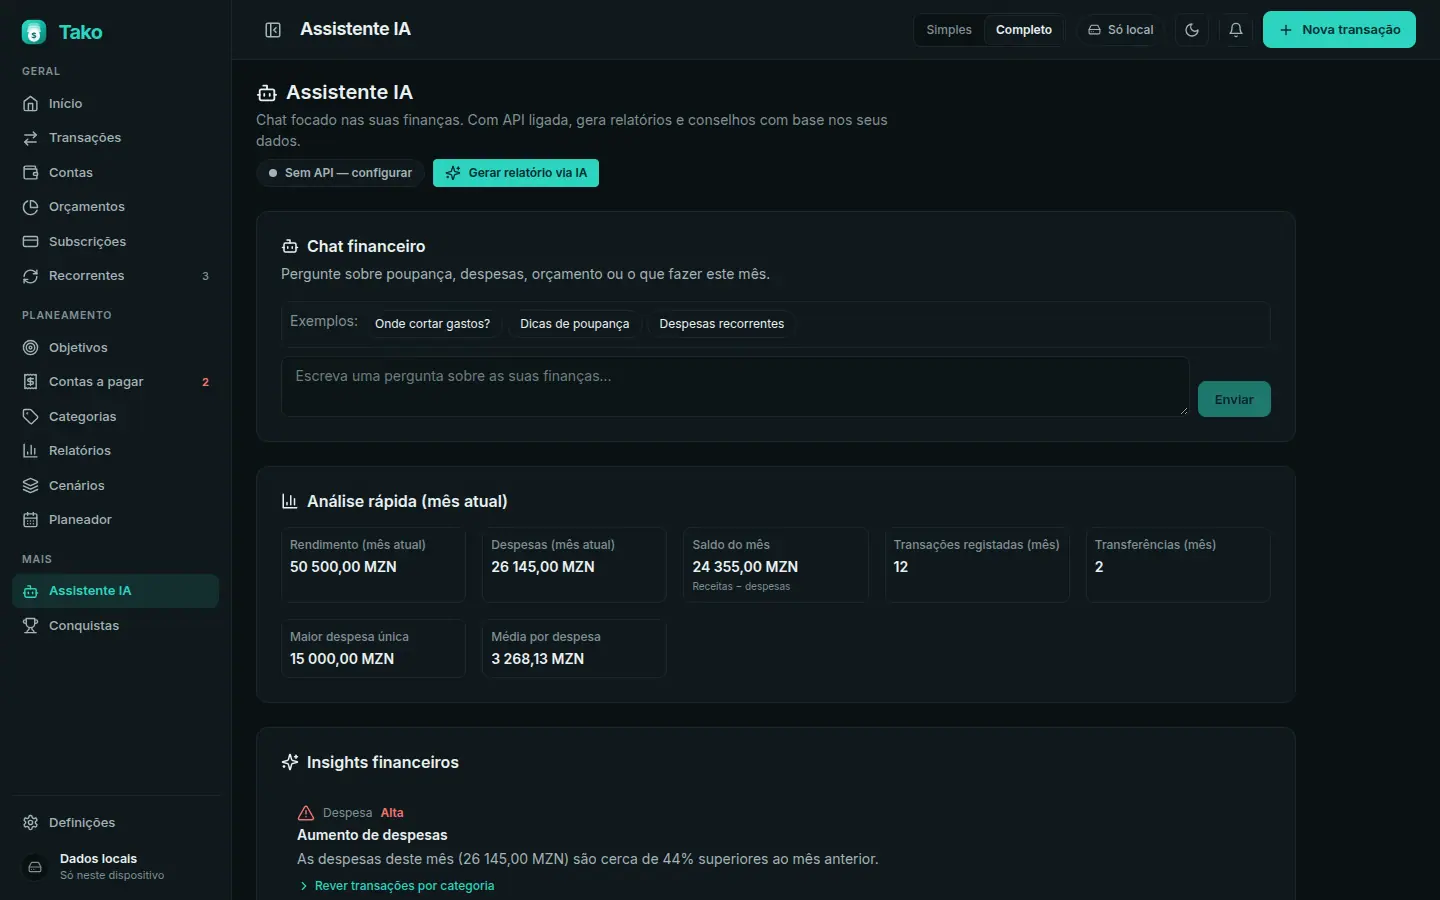 Tako
GERAL
Início
Transações
Contas
Orçamentos
Subscrições
Recorrentes 3
PLANEAMENTO
Objetivos
Contas a pagar 2
Categorias
Relatórios
Cenários
Planeador
MAIS
Assistente IA
Conquistas
Definições
Dados locais
Só neste dispositivo
Assistente IA
Simples Completo Só local Nova transação
Assistente IA
Chat focado nas suas finanças. Com API ligada, gera relatórios e conselhos com base nos seus
dados.
Sem API — configurar Gerar relatório via IA
Chat financeiro
Pergunte sobre poupança, despesas, orçamento ou o que fazer este mês.
Exemplos: Onde cortar gastos? Dicas de poupança Despesas recorrentes
Escreva uma pergunta sobre as suas finanças...
Enviar
Análise rápida (mês atual)
Rendimento (mês atual)
50 500,00 MZN
Despesas (mês atual)
26 145,00 MZN
Saldo do mês
24 355,00 MZN
Receitas − despesas
Transações registadas (mês)
12
Transferências (mês)
2
Maior despesa única
15 000,00 MZN
Média por despesa
3 268,13 MZN
Insights financeiros
Despesa Alta
Aumento de despesas
As despesas deste mês (26 145,00 MZN) são cerca de 44% superiores ao mês anterior.
Rever transações por categoria